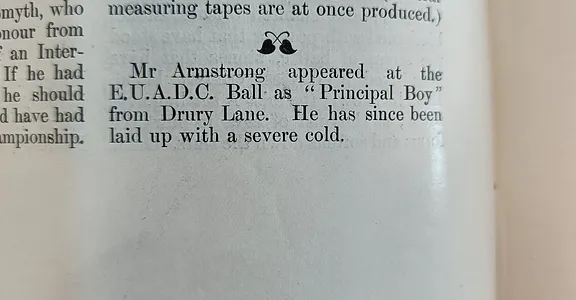 myth, who
nour from
an Inter-
If he had
he should
d have had
mpionship.
measuring tapes are at once produced.)
Mr Armstrong appeared at the
E.U.A.D.C. Ball as “Principal Boy”
from Drury Lane. He has since been
laid up with a severe cold.